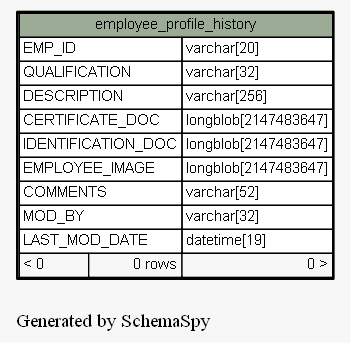 employee_profile_history
EMP_ID varchar[20]
QUALIFICATION varchar[32]
DESCRIPTION varchar[256]
CERTIFICATE_DOC longblob[2147483647]
IDENTIFICATION_DOC longblob[2147483647]
EMPLOYEE_IMAGE longblob[2147483647]
COMMENTS varchar[52]
MOD_BY varchar[32]
LAST_MOD_DATE datetime[19]
< 0 0 rows 0 >
Generated by SchemaSpy